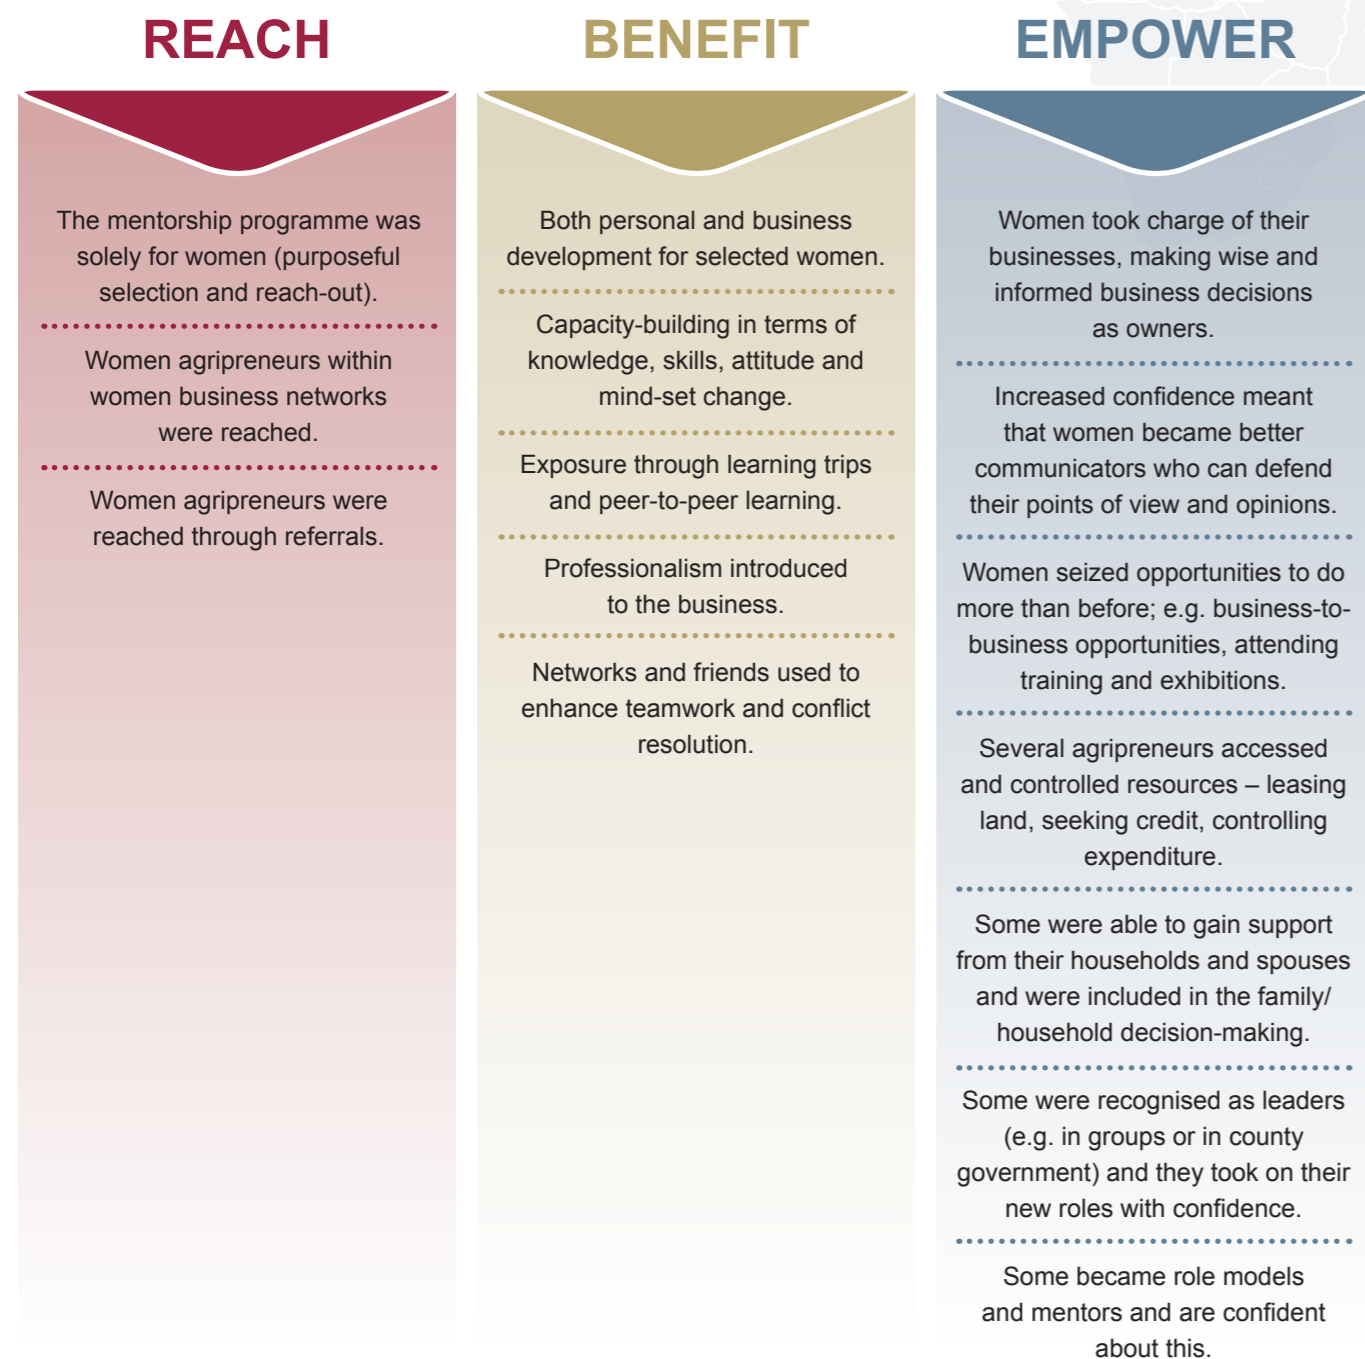 REACH
The mentorship programme was
solely for women (purposeful
selection and reach-out).
Women agripreneurs within
women business networks
were reached.
Women agripreneurs were
reached through referrals.
BENEFIT
Both personal and business
development for selected women.
Capacity-building in terms of
knowledge, skills, attitude and
mind-set change.
Exposure through learning trips
and peer-to-peer learning.
Professionalism introduced
to the business.
Networks and friends used to
enhance teamwork and conflict
resolution.
EMPOWER
Women took charge of their
businesses, making wise and
informed business decisions
as owners.
Increased confidence meant
that women became better
communicators who can defend
their points of view and opinions.
Women seized opportunities to do
more than before; e.g. business-to-
business opportunities, attending
training and exhibitions.
Several agripreneurs accessed
and controlled resources – leasing
land, seeking credit, controlling
expenditure.
Some were able to gain support
from their households and spouses
and were included in the family/
household decision-making.
Some were recognised as leaders
(e.g. in groups or in county
government) and they took on their
new roles with confidence.
Some became role models
and mentors and are confident
about this.